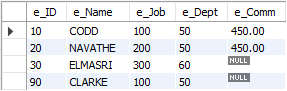 e_ID e_Name e_Job e_Dept e_Comm
10 CODD 100 50 450.00
20 NAVATHE 200 50 450.00
30 ELMASRI 300 60 NULL
90 CLARKE 100 50 NULL